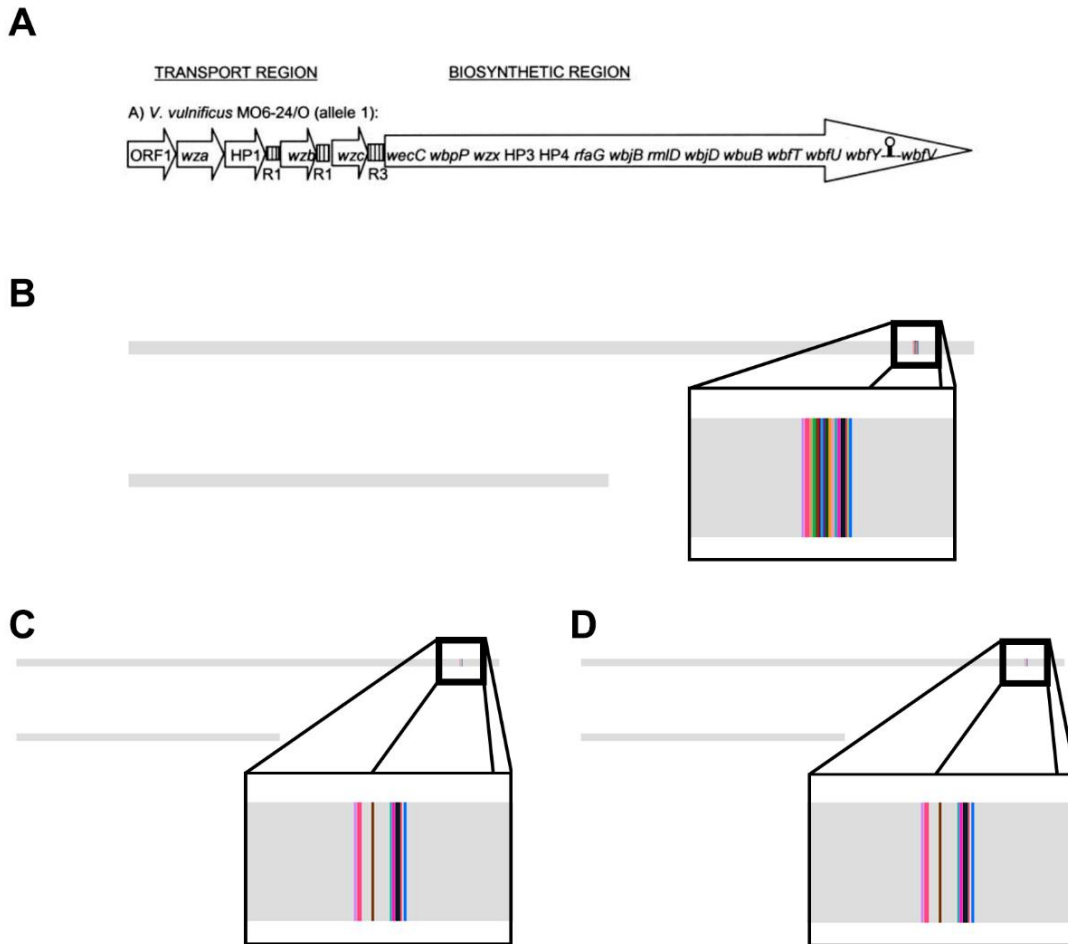 A
TRANSPORT REGION BIOSYNTHETIC REGION
A) V. vulnificus MO6-24/O (allele 1):
ORF1 wza HP1 wzb wzc wecC wbpP wzx HP3 HP4 rfaG wbjB rmlD wbjD wbuB wbfT wbfU wbfY wbfV
R1 R1 R3
B
C D